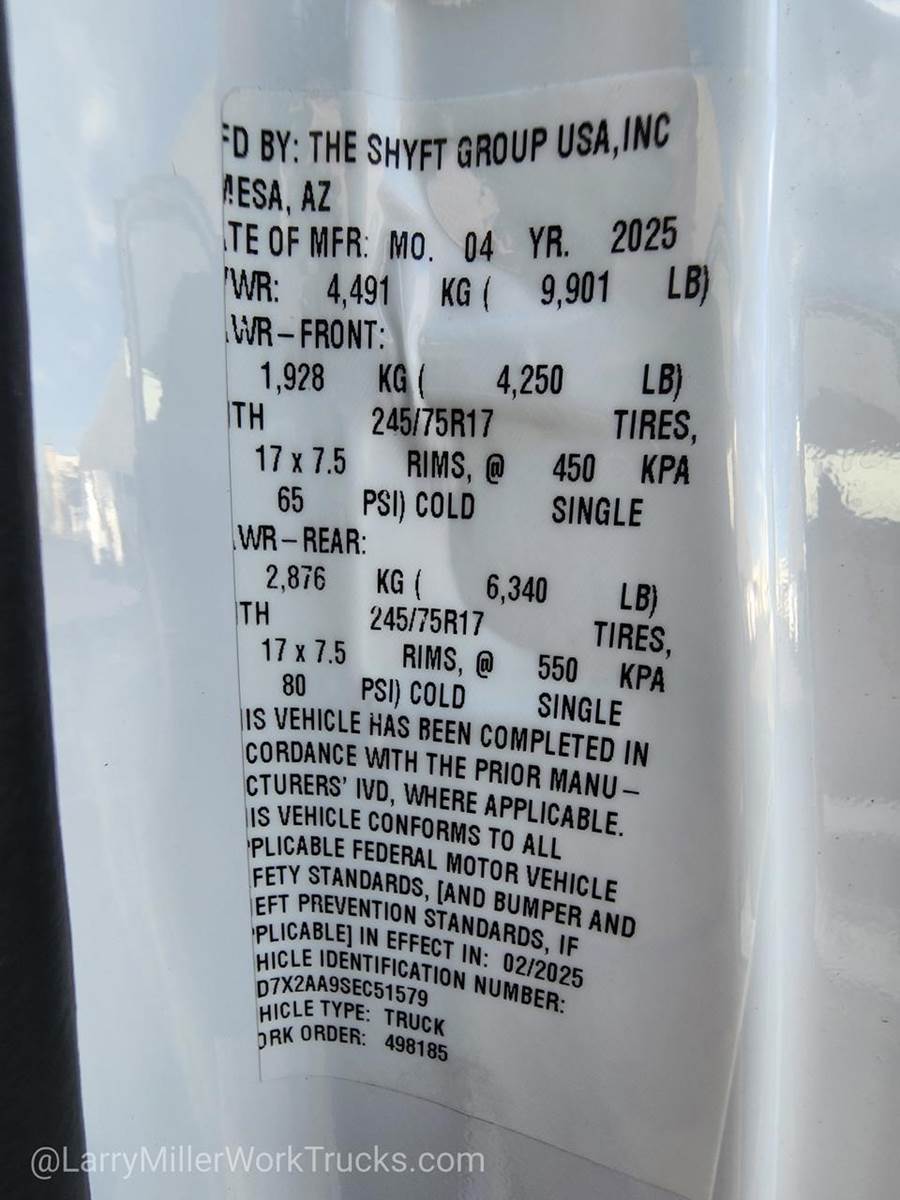 FD BY: THE SHYFT GROUP USA, INC
MESA, AZ
TE OF MFR: MO. 04 YR. 2025
WR: 4,491 KG ( 9,901 LB)
WR-FRONT:
1,928 KG ( 4,250 LB)
TH 245/75R17 TIRES,
17 x 7.5 RIMS, @ 450 KPA
65 PSI) COLD SINGLE
WR-REAR:
2,876 KG ( 6,340 LB)
TH 245/75R17 TIRES,
17 x 7.5 RIMS, @ 550 KPA
80 PSI) COLD SINGLE
IS VEHICLE HAS BEEN COMPLETED IN
CORDANCE WITH THE PRIOR MANU-
CTURERS' IVD, WHERE APPLICABLE.
IS VEHICLE CONFORMS TO ALL
PLICABLE FEDERAL MOTOR VEHICLE
FETY STANDARDS, [AND BUMPER AND
EFT PREVENTION STANDARDS, IF
PLICABLE] IN EFFECT IN: 02/2025
HICLE IDENTIFICATION NUMBER:
D7X2AA9SEC51579
HICLE TYPE: TRUCK
ORK ORDER: 498185
@LarryMillerWorkTrucks.com